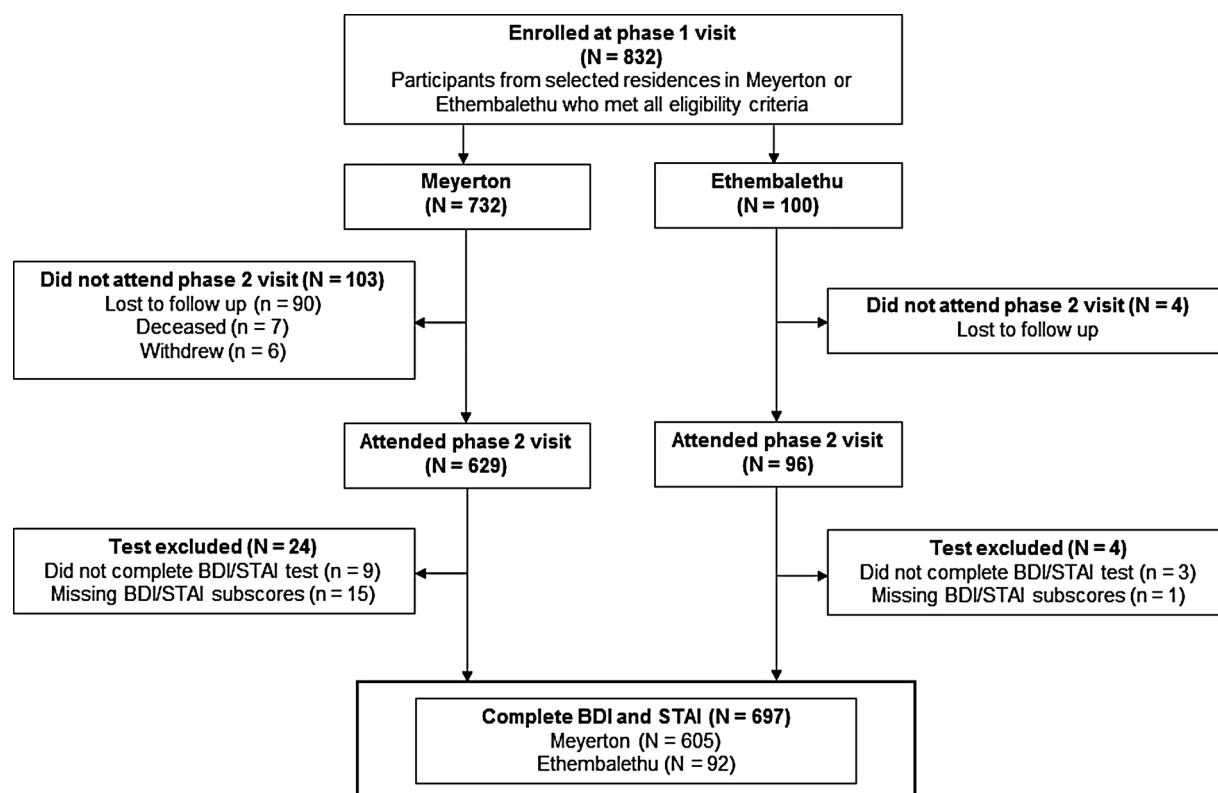 Enrolled at phase 1 visit
(N = 832)
Participants from selected residences in Meyerton or
Ethembalethu who met all eligibility criteria
Meyerton
(N = 732)
Ethembalethu
(N = 100)
Did not attend phase 2 visit (N = 103)
Lost to follow up (n = 90)
Deceased (n = 7)
Withdrew (n = 6)
Did not attend phase 2 visit (N = 4)
Lost to follow up
Attended phase 2 visit
(N = 629)
Attended phase 2 visit
(N = 96)
Test excluded (N = 24)
Did not complete BDI/STAI test (n = 9)
Missing BDI/STAI subscores (n = 15)
Test excluded (N = 4)
Did not complete BDI/STAI test (n = 3)
Missing BDI/STAI subscores (n = 1)
Complete BDI and STAI (N = 697)
Meyerton (N = 605)
Ethembalethu (N = 92)